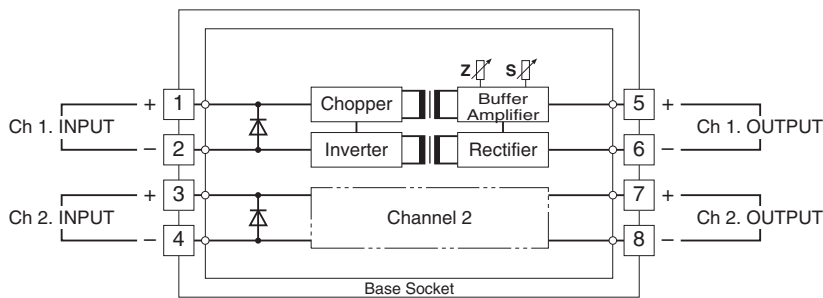 Z S
+ 1 Chopper Buffer Amplifier 5 +
Ch 1. INPUT Ch 1. OUTPUT
– 2 Inverter Rectifier 6 –
+ 3 7 +
Ch 2. INPUT Channel 2 Ch 2. OUTPUT
– 4 8 –
Base Socket